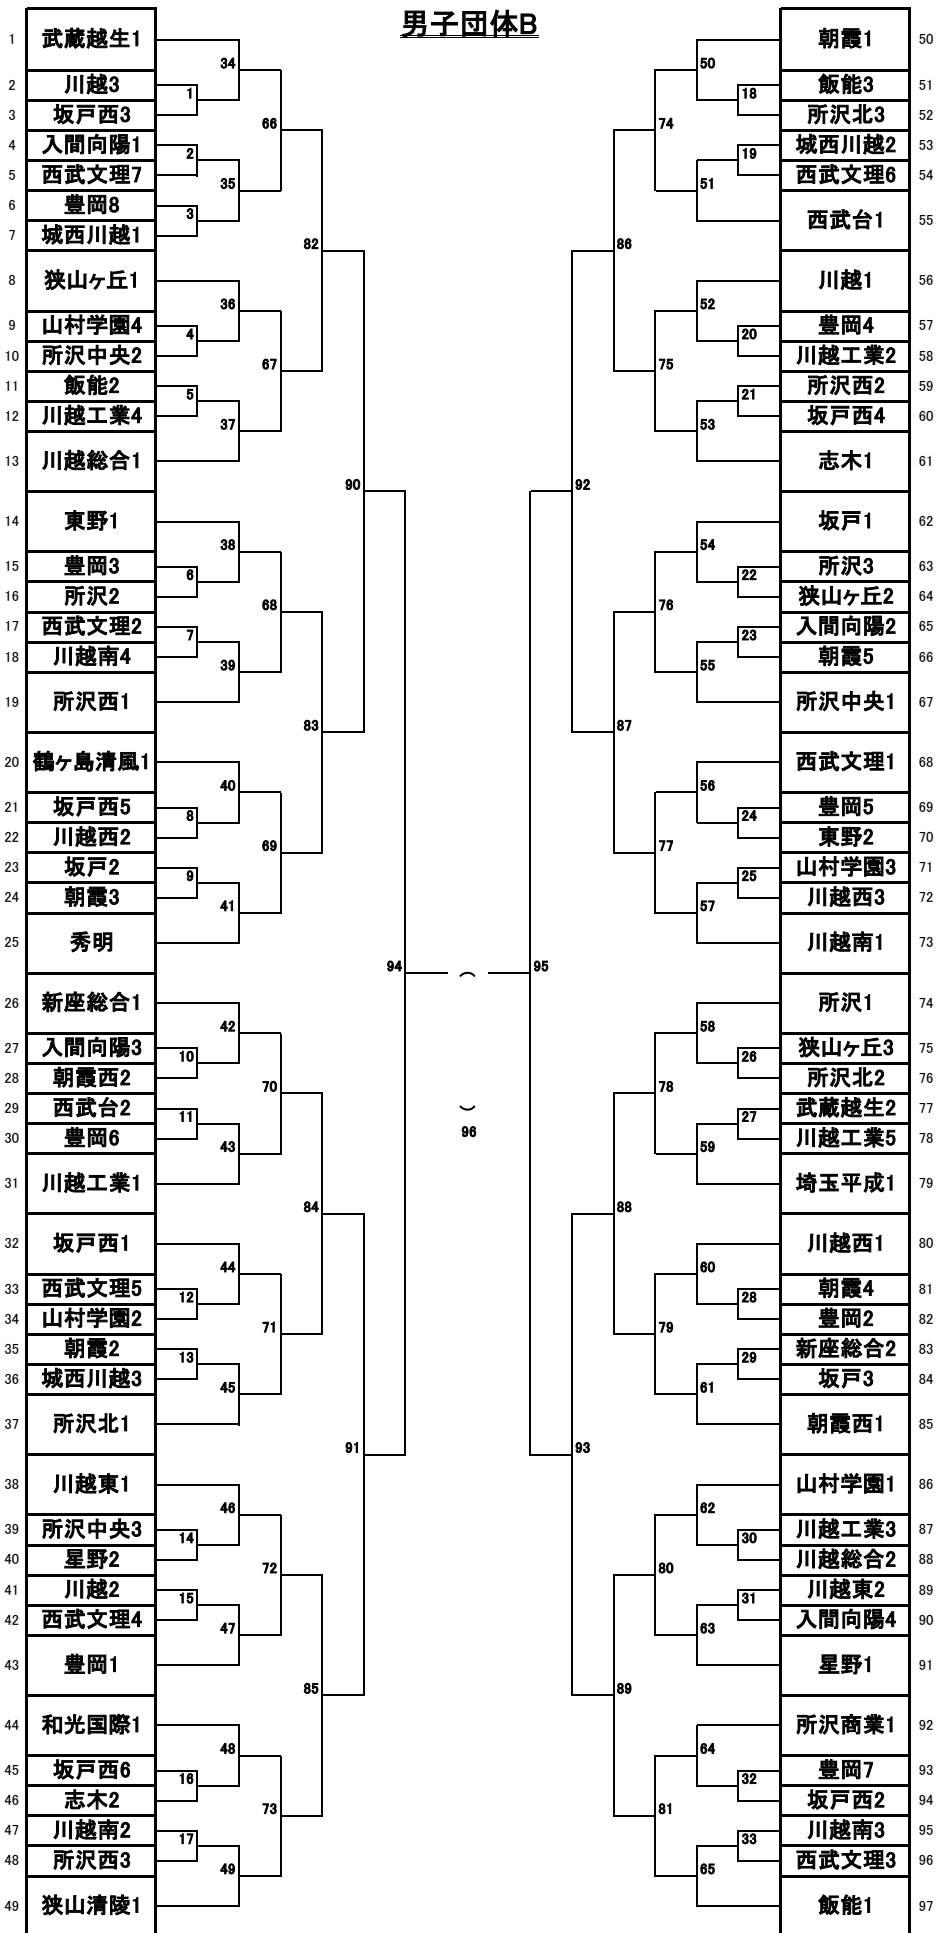 男子団体B
1 武蔵越生1
2 川越3
3 坂戸西3
4 入間向陽1
5 西武文理7
6 豊岡8
7 城西川越1
8 狭山ヶ丘1
9 山村学園4
10 所沢中央2
11 飯能2
12 川越工業4
13 川越総合1
14 東野1
15 豊岡3
16 所沢2
17 西武文理2
18 川越南4
19 所沢西1
20 鶴ヶ島清風1
21 坂戸西5
22 川越西2
23 坂戸2
24 朝霞3
25 秀明
26 新座総合1
27 入間向陽3
28 朝霞西2
29 西武台2
30 豊岡6
31 川越工業1
32 坂戸西1
33 西武文理5
34 山村学園2
35 朝霞2
36 城西川越3
37 所沢北1
38 川越東1
39 所沢中央3
40 星野2
41 川越2
42 西武文理4
43 豊岡1
44 和光国際1
45 坂戸西6
46 志木2
47 川越南2
48 所沢西3
49 狭山清陵1
1
2
3
4
5
6
7
8
9
10
11
12
13
14
15
16
17
34
35
36
37
38
39
40
41
42
43
44
45
46
47
48
49
66
67
68
69
70
71
72
73
82
83
84
85
90
91
94
（
）
96
95
92
93
86
87
88
89
74
75
76
77
78
79
80
81
50
51
52
53
54
55
56
57
58
59
60
61
62
63
64
65
18
19
20
21
22
23
24
25
26
27
28
29
30
31
32
33
朝霞1 50
飯能3 51
所沢北3 52
城西川越2 53
西武文理6 54
西武台1 55
川越1 56
豊岡4 57
川越工業2 58
所沢西2 59
坂戸西4 60
志木1 61
坂戸1 62
所沢3 63
狭山ヶ丘2 64
入間向陽2 65
朝霞5 66
所沢中央1 67
西武文理1 68
豊岡5 69
東野2 70
山村学園3 71
川越西3 72
川越南1 73
所沢1 74
狭山ヶ丘3 75
所沢北2 76
武蔵越生2 77
川越工業5 78
埼玉平成1 79
川越西1 80
朝霞4 81
豊岡2 82
新座総合2 83
坂戸3 84
朝霞西1 85
山村学園1 86
川越工業3 87
川越総合2 88
川越東2 89
入間向陽4 90
星野1 91
所沢商業1 92
豊岡7 93
坂戸西2 94
川越南3 95
西武文理3 96
飯能1 97